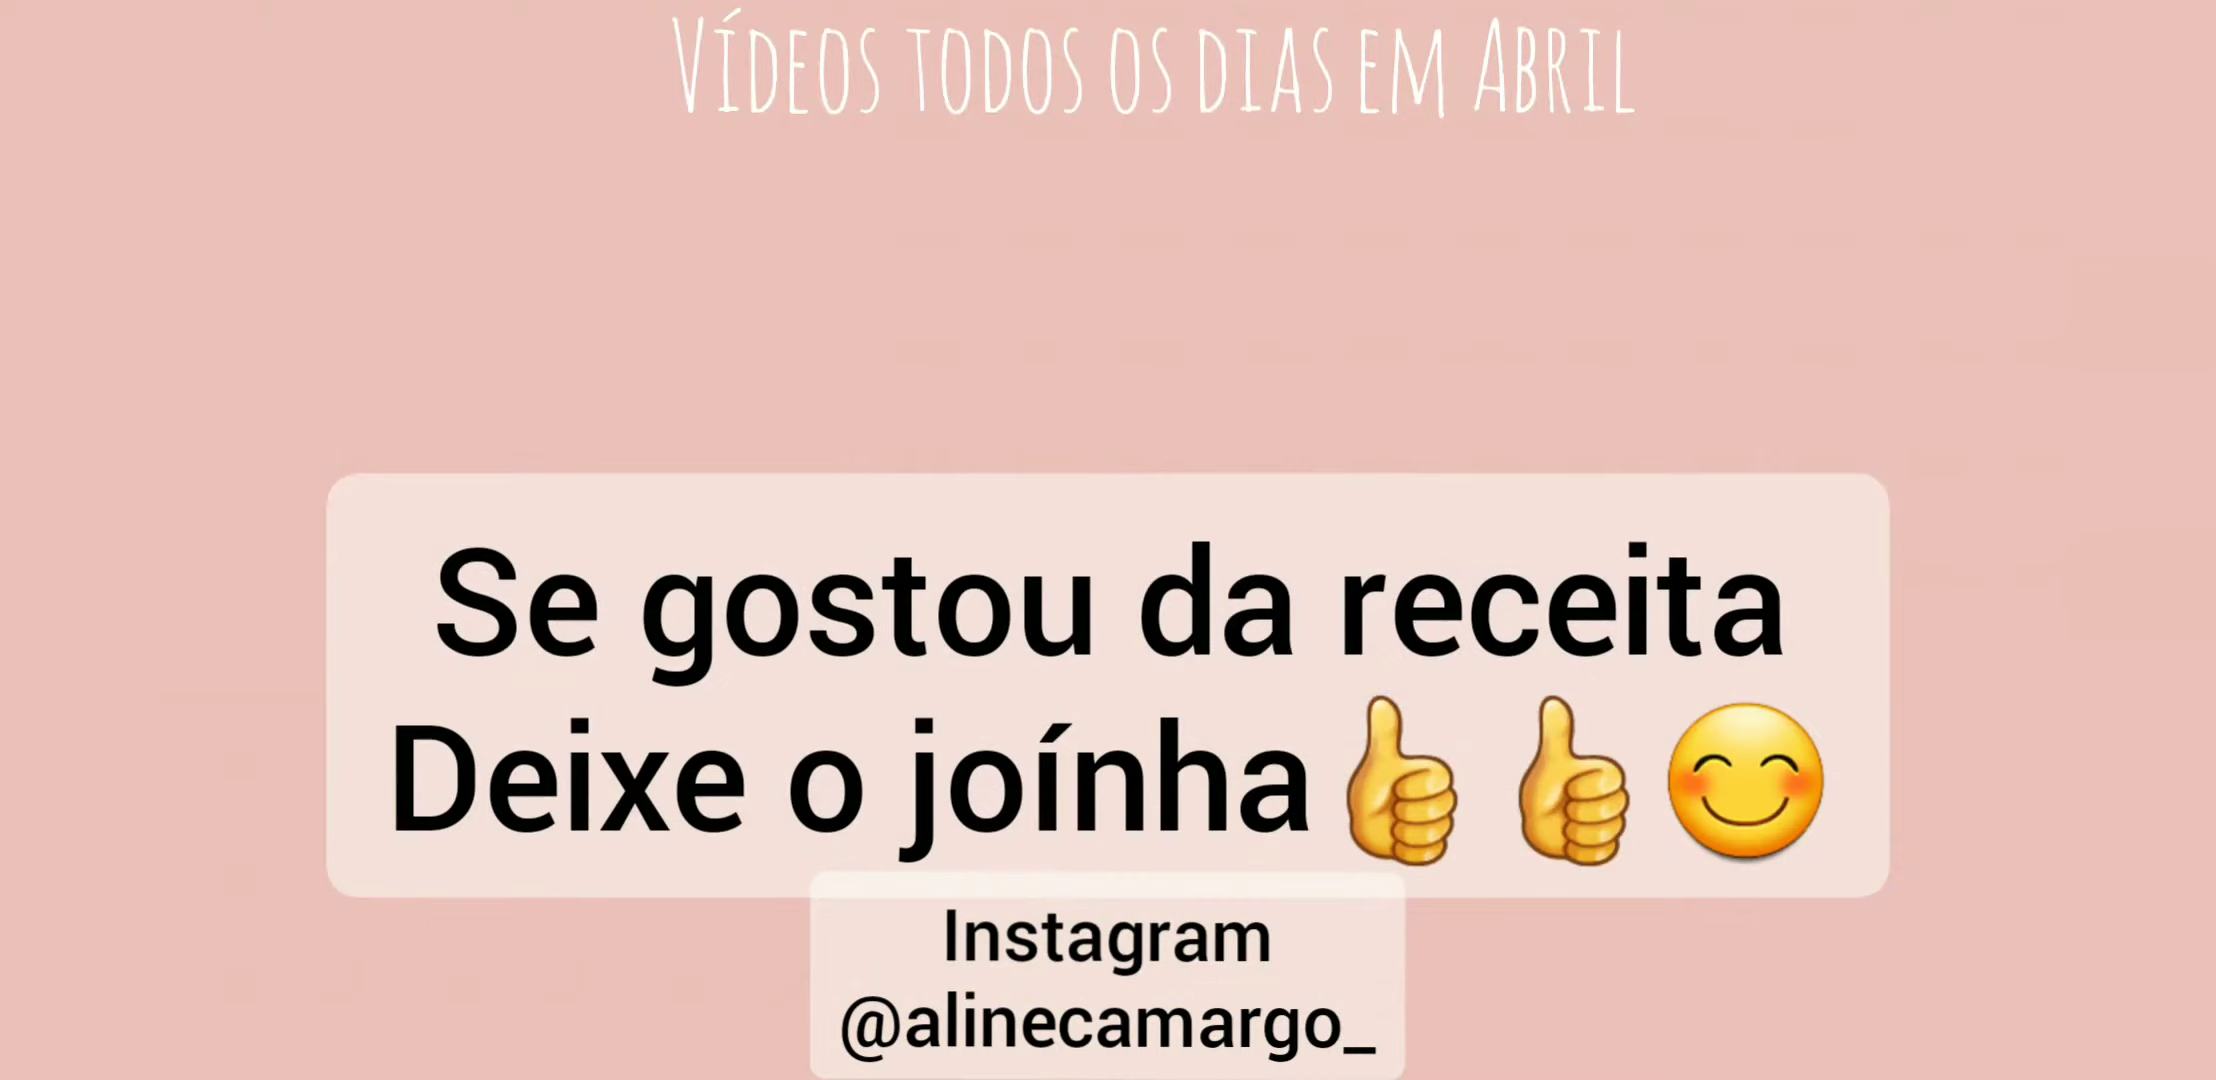 Vídeos todos os dias em Abril
Se gostou da receita
Deixe o joínha👍👍😊
Instagram
@alinecamargo_